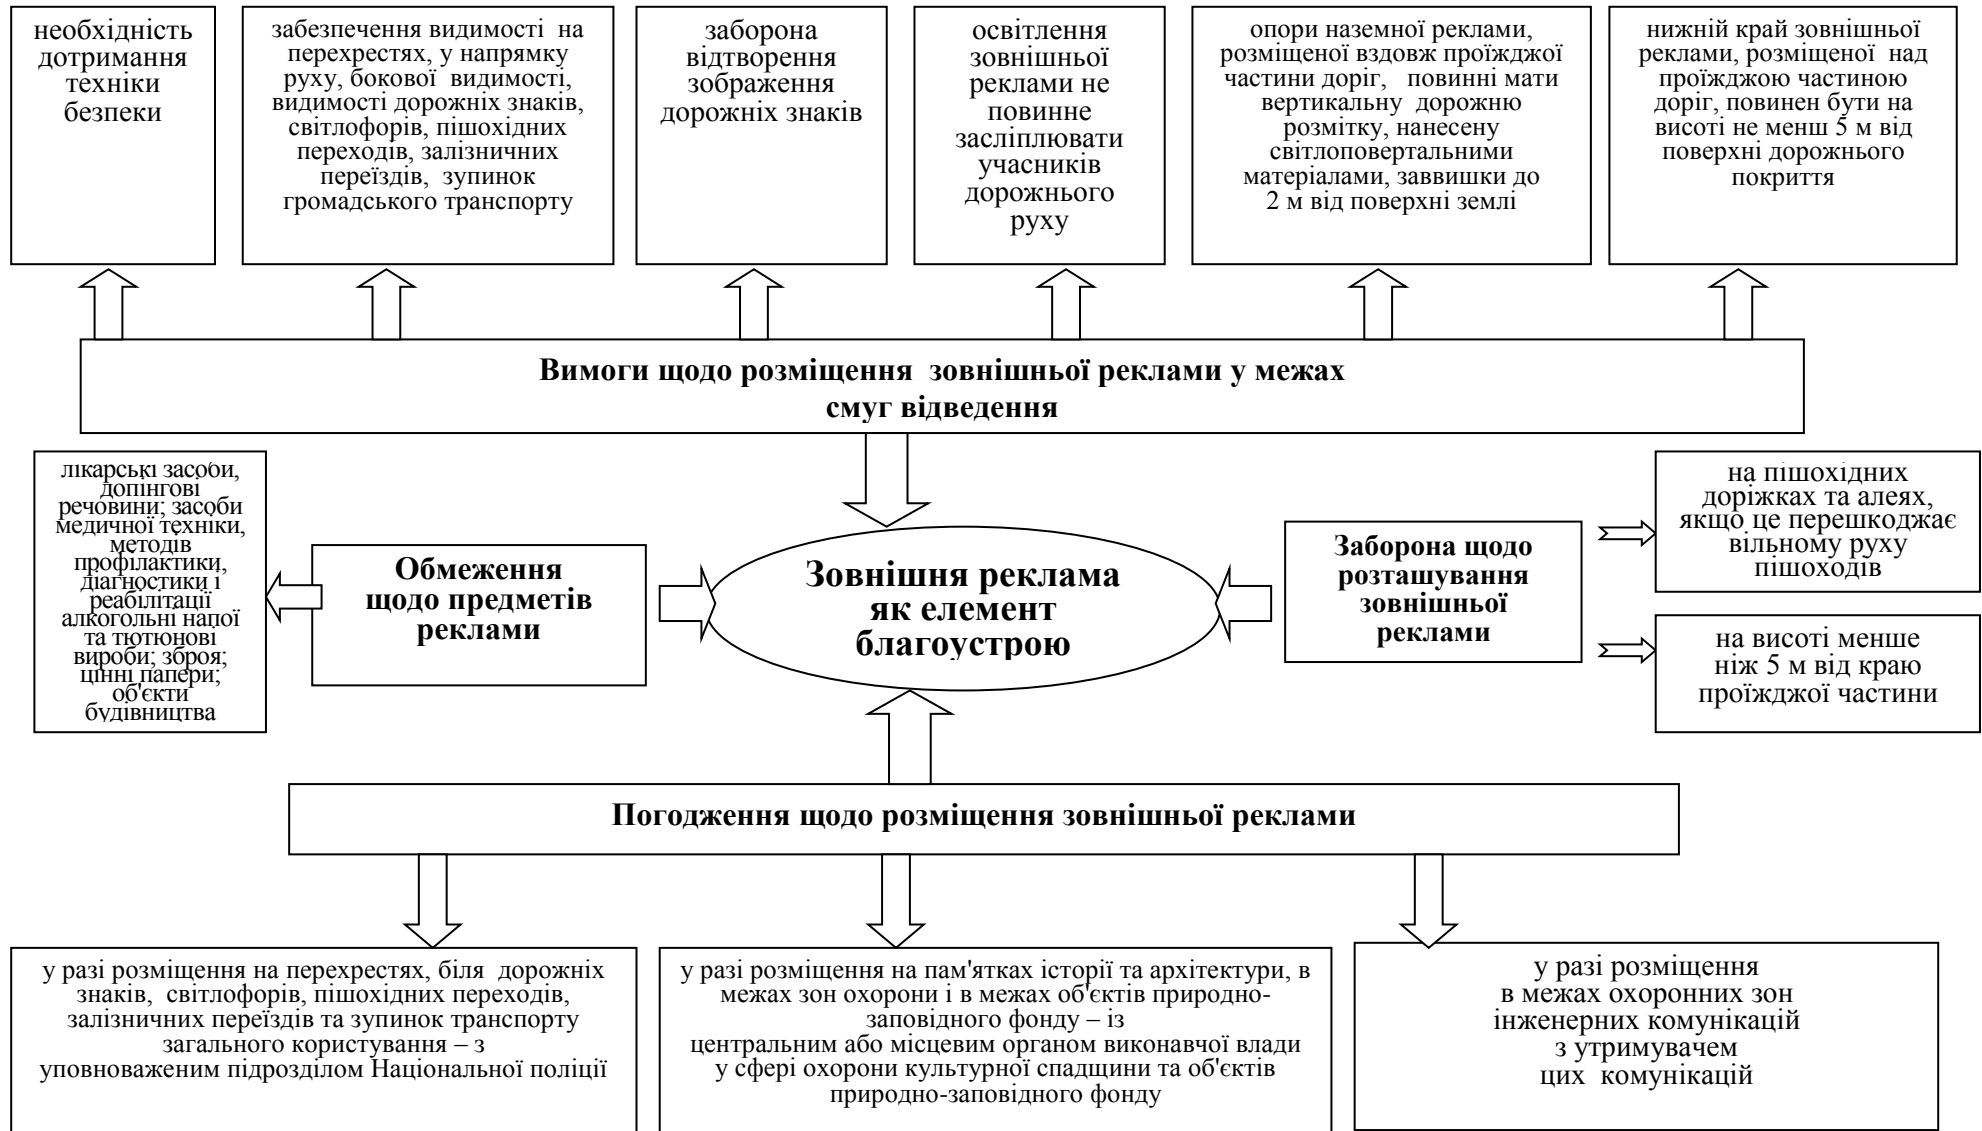 необхідність
дотримання
техніки
безпеки
забезпечення видимості на
перехрестях, у напрямку
руху, бокової видимості,
видимості дорожніх знаків,
світлофорів, пішохідних
переходів, залізничних
переїздів, зупинок
громадського транспорту
заборона
відтворення
зображення
дорожніх знаків
освітлення
зовнішньої
реклами не
повинне
засліплювати
учасників
дорожнього
руху
опори наземної реклами,
розміщеної вздовж проїжджої
частини доріг, повинні мати
вертикальну дорожню
розмітку, нанесену
світлоповертальними
матеріалами, заввишки до
2 м від поверхні землі
нижній край зовнішньої
реклами, розміщеної над
проїжджою частиною
доріг, повинен бути на
висоті не менш 5 м від
поверхні дорожнього
покриття
Вимоги щодо розміщення зовнішньої реклами у межах
смуг відведення
лікарські засоби,
допінгові
речовини; засоби
медичної техніки,
методів
профілактики,
діагностики і
реабілітації
алкогольні напої
та тютюнові
вироби; зброя;
цінні папери;
об'єкти
будівництва
Обмеження
щодо предметів
реклами
Зовнішня реклама
як елемент
благоустрою
Заборона щодо
розташування
зовнішньої
реклами
на пішохідних
доріжках та алеях,
якщо це перешкоджає
вільному руху
пішоходів
на висоті менше
ніж 5 м від краю
проїжджої частини
Погодження щодо розміщення зовнішньої реклами
у разі розміщення на перехрестях, біля дорожніх
знаків, світлофорів, пішохідних переходів,
залізничних переїздів та зупинок транспорту
загального користування – з
уповноваженим підрозділом Національної поліції
у разі розміщення на пам'ятках історії та архітектури, в
межах зон охорони і в межах об'єктів природно-
заповідного фонду – із
центральним або місцевим органом виконавчої влади
у сфері охорони культурної спадщини та об'єктів
природно-заповідного фонду
у разі розміщення
в межах охоронних зон
інженерних комунікацій
з утримувачем
цих комунікацій